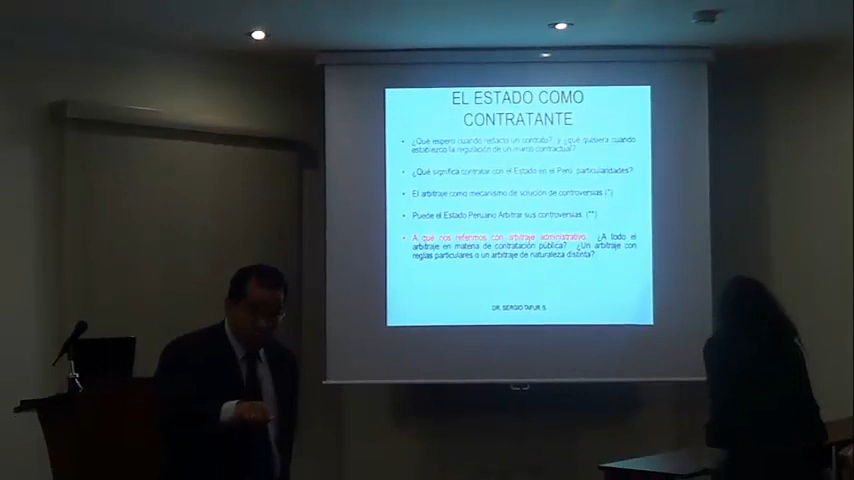 EL ESTADO COMO
CONTRATANTE
• ¿Qué espero cuando redacto un contrato? y ¿qué quisiera cuando
establezco la regulación de un marco contractual?
• ¿Qué significa contratar con el Estado en el Perú particularidades?
• El arbitraje como mecanismo de solución de controversias (*)
• Puede el Estado Peruano Arbitrar sus controversias. (**)
• A qué nos referimos con arbitraje administrativo. ¿A todo el
arbitraje en materia de contratación pública? ¿Un arbitraje con
reglas particulares o un arbitraje de naturaleza distinta?
DR. SERGIO TAFUR S.